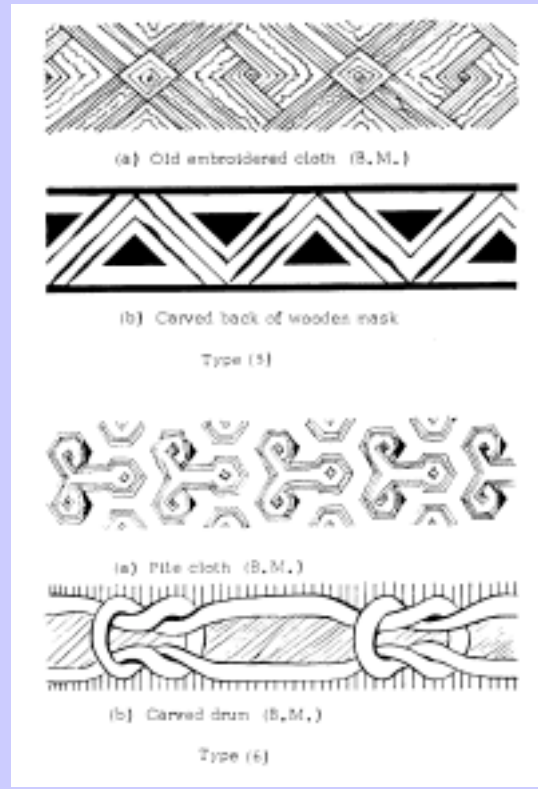 (a) Old embroidered cloth (B.M.)
(b) Carved back of wooden mask
Type (5)
(a) Pile cloth (B.M.)
(b) Carved drum (B.M.)
Type (6)